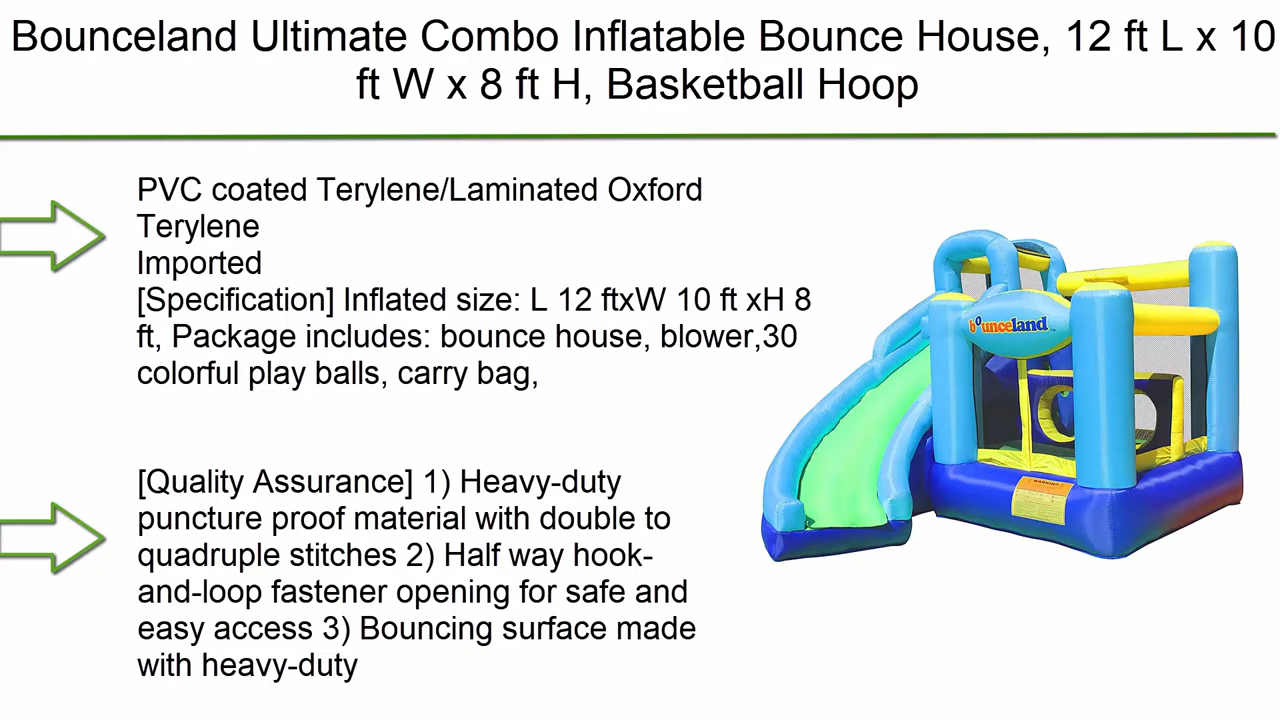 Bounceland Ultimate Combo Inflatable Bounce House, 12 ft L x 10
ft W x 8 ft H, Basketball Hoop
PVC coated Terylene/Laminated Oxford
Terylene
Imported
[Specification] Inflated size: L 12 ftxW 10 ft xH 8
ft, Package includes: bounce house, blower,30
colorful play balls, carry bag,
[Quality Assurance] 1) Heavy-duty
puncture proof material with double to
quadruple stitches 2) Half way hook-
and-loop fastener opening for safe and
easy access 3) Bouncing surface made
with heavy-duty
bounceland
WARNING